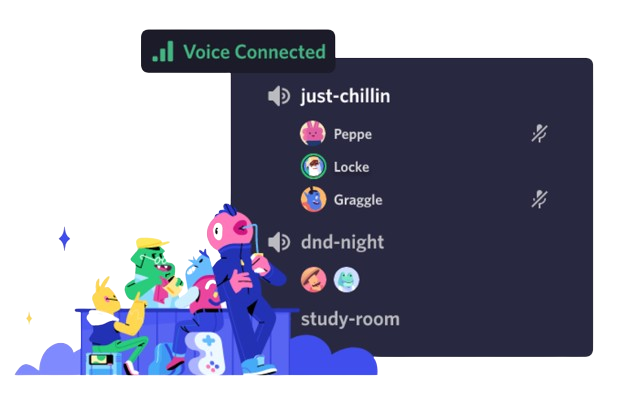 Voice Connected
just-chillin
Peppe
Locke
Graggle
dnd-night
study-room